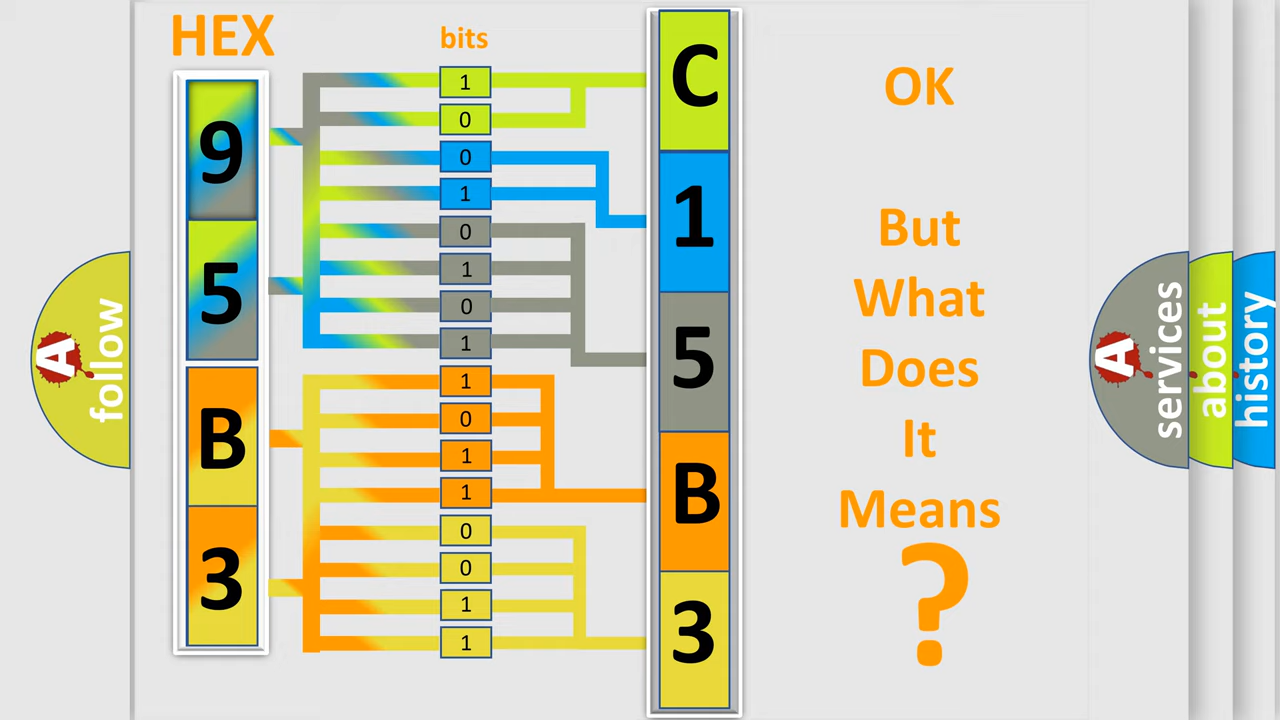 HEX
bits
9
5
B
3
1
0
0
1
0
1
0
1
1
0
1
1
0
0
1
1
C
1
5
B
3
OK
But
What
Does
It
Means
?
A
follow
A
services
about
history